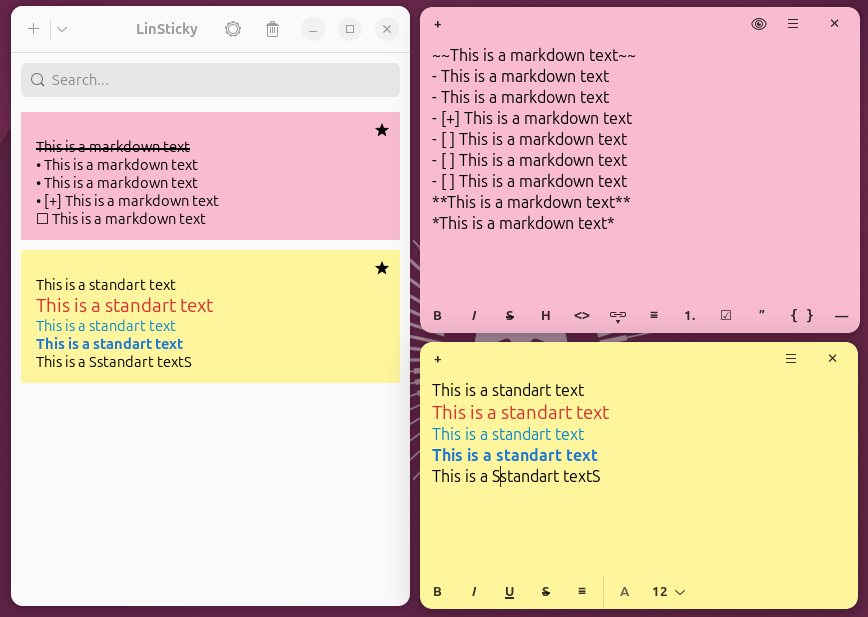 LinSticky
Search...
This is a markdown text
• This is a markdown text
• This is a markdown text
• [+] This is a markdown text
☐ This is a markdown text
This is a standart text
This is a standart text
This is a standart text
This is a standart text
This is a Sstandart textS
+
~~This is a markdown text~~
- This is a markdown text
- This is a markdown text
- [+] This is a markdown text
- [ ] This is a markdown text
- [ ] This is a markdown text
- [ ] This is a markdown text
**This is a markdown text**
*This is a markdown text*
B I S H <> ≡ 1. ☑ ” { } —
+
This is a standart text
This is a standart text
This is a standart text
This is a standart text
This is a Sstandart textS
B I U S ≡ A 12